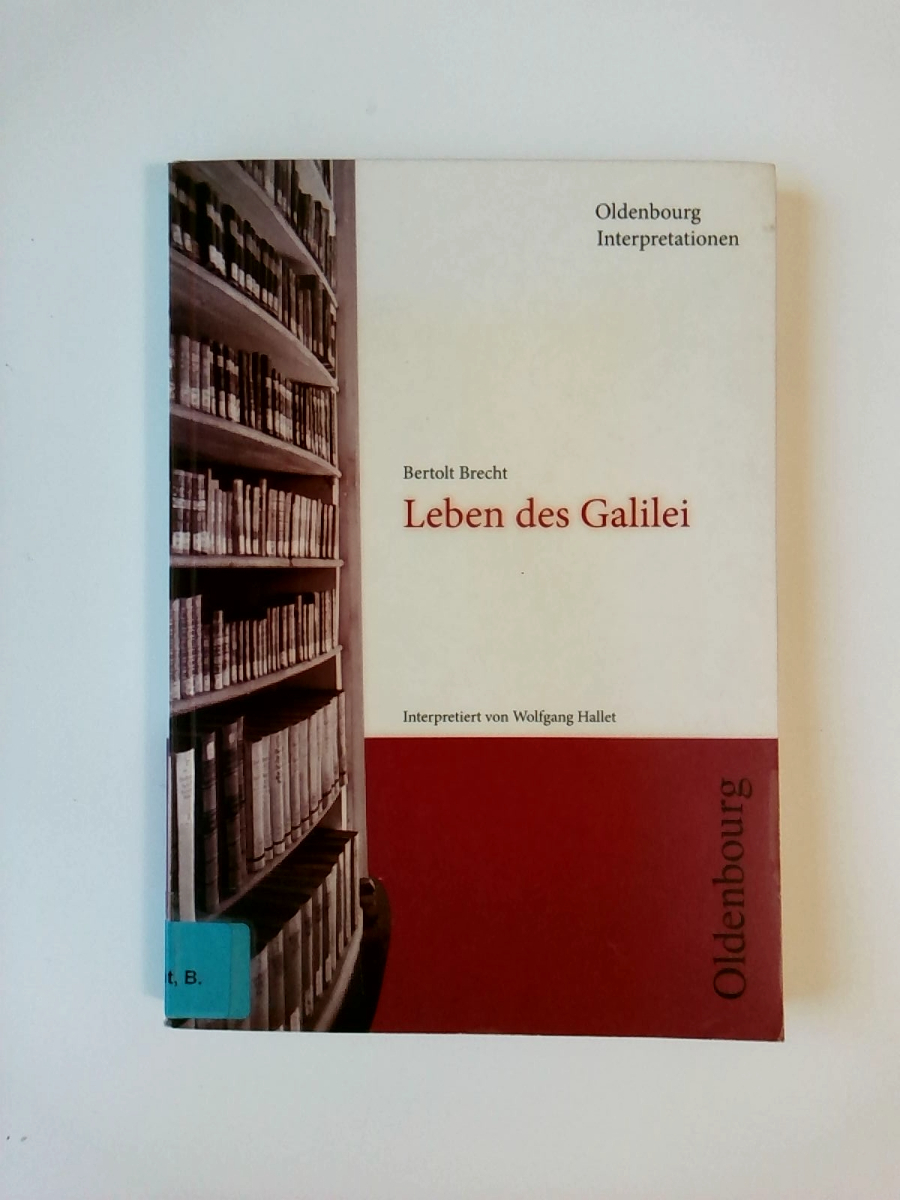 Oldenbourg
Interpretationen
Bertolt Brecht
Leben des Galilei
Interpretiert von Wolfgang Hallet
Oldenbourg
t, B.